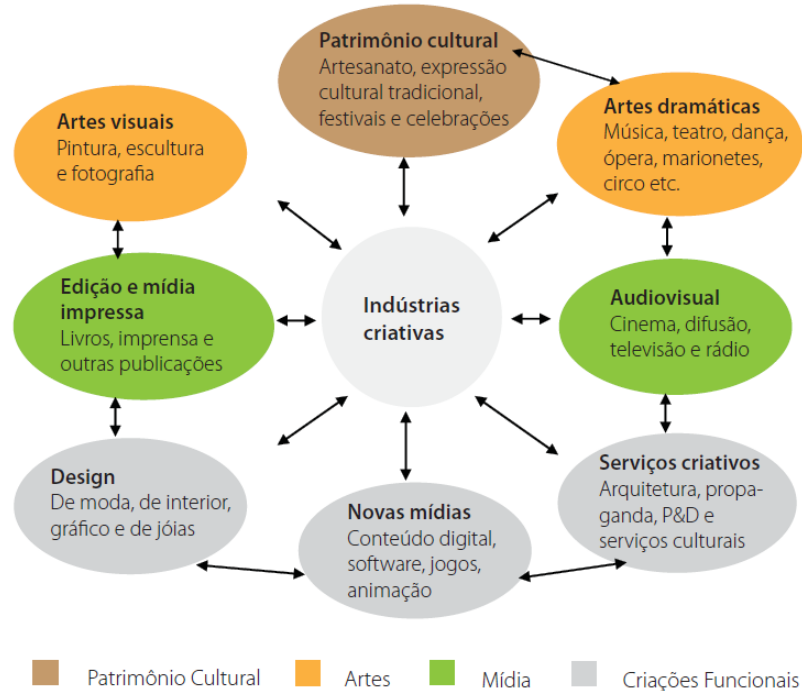 Patrimônio cultural
Artesanato, expressão
cultural tradicional,
festivais e celebrações
Artes visuais
Pintura, escultura
e fotografia
Artes dramáticas
Música, teatro, dança,
ópera, marionetes,
circo etc.
Edição e mídia
impressa
Livros, imprensa e
outras publicações
Indústrias
criativas
Audiovisual
Cinema, difusão,
televisão e rádio
Design
De moda, de interior,
gráfico e de jóias
Novas mídias
Conteúdo digital,
software, jogos,
animação
Serviços criativos
Arquitetura, propa-
ganda, P&D e
serviços culturais
Patrimônio Cultural
Artes
Mídia
Criações Funcionais